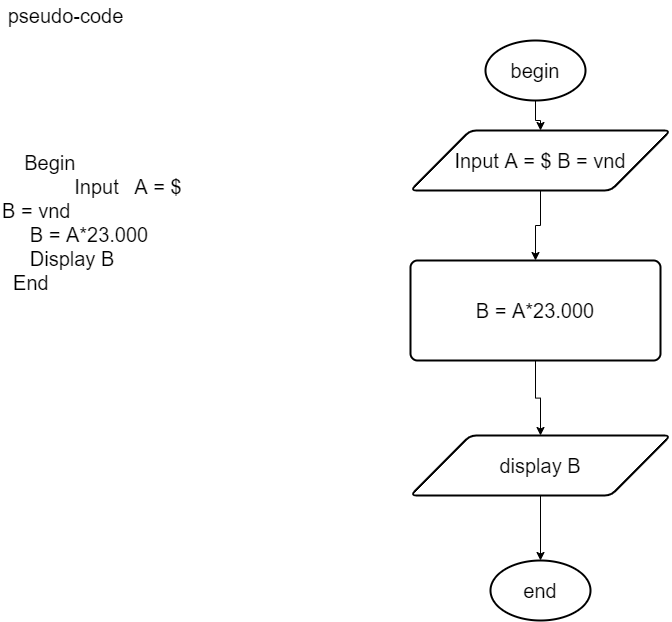 pseudo-code
Begin
Input A = $
B = vnd
B = A*23.000
Display B
End
begin
Input A = $ B = vnd
B = A*23.000
display B
end